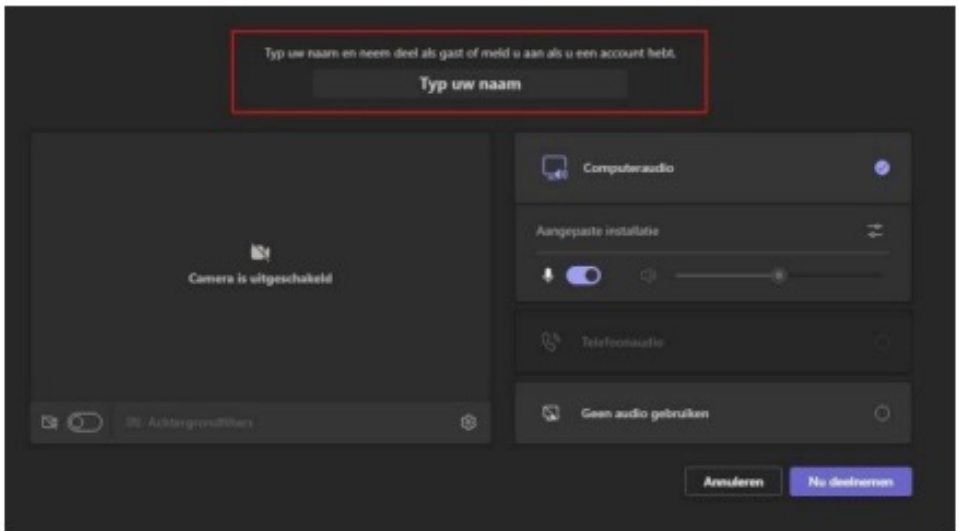 Typ uw naam en neem deel als gast of meld u aan als u een account hebt.
Typ uw naam
Computeraudio
Aangepaste installatie
Camera is uitgeschakeld
Telefoonaudio
Achtergrondfilters
Geen audio gebruiken
Annuleren
Nu deelnemen